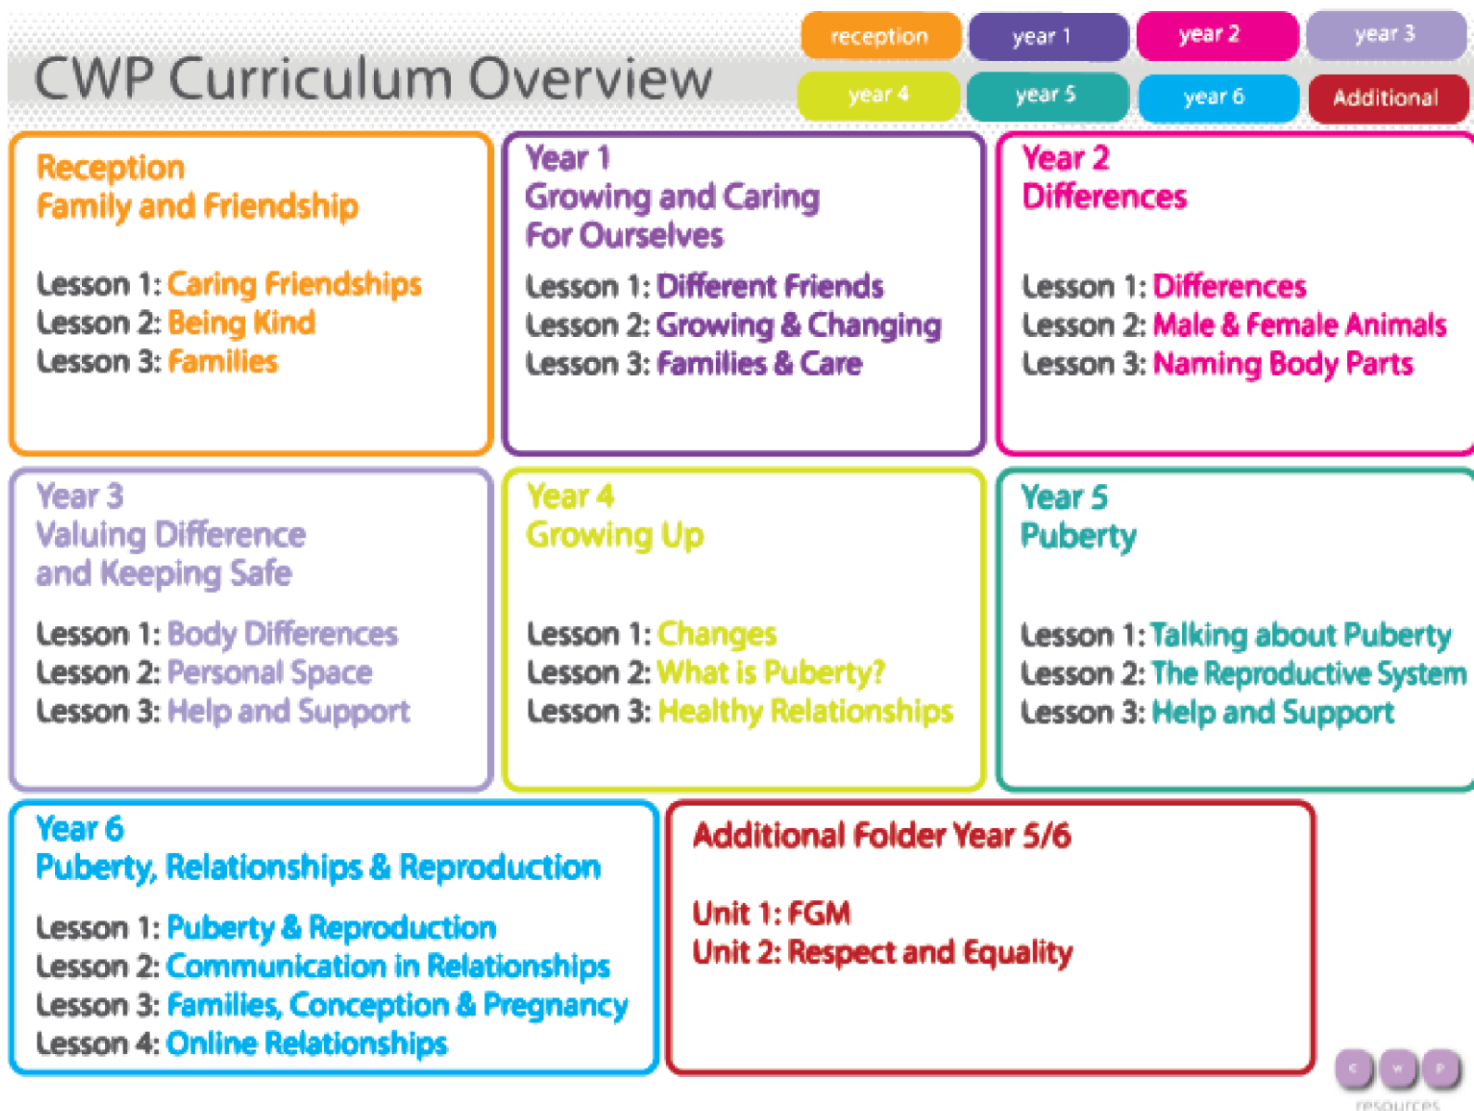 CWP Curriculum Overview
reception
year 1
year 2
year 3
year 4
year 5
year 6
Additional
Reception
Family and Friendship
Lesson 1: Caring Friendships
Lesson 2: Being Kind
Lesson 3: Families
Year 1
Growing and Caring
For Ourselves
Lesson 1: Different Friends
Lesson 2: Growing & Changing
Lesson 3: Families & Care
Year 2
Differences
Lesson 1: Differences
Lesson 2: Male & Female Animals
Lesson 3: Naming Body Parts
Year 3
Valuing Difference
and Keeping Safe
Lesson 1: Body Differences
Lesson 2: Personal Space
Lesson 3: Help and Support
Year 4
Growing Up
Lesson 1: Changes
Lesson 2: What is Puberty?
Lesson 3: Healthy Relationships
Year 5
Puberty
Lesson 1: Talking about Puberty
Lesson 2: The Reproductive System
Lesson 3: Help and Support
Year 6
Puberty, Relationships & Reproduction
Lesson 1: Puberty & Reproduction
Lesson 2: Communication in Relationships
Lesson 3: Families, Conception & Pregnancy
Lesson 4: Online Relationships
Additional Folder Year 5/6
Unit 1: FGM
Unit 2: Respect and Equality
c w p
resources